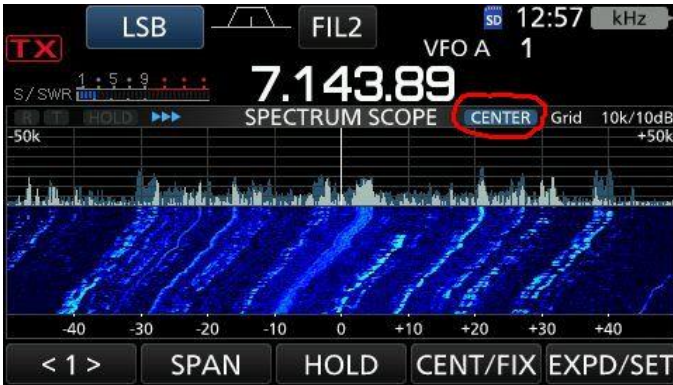 LSB FIL2 SD 12:57 kHz
TX VFO A 1
1 · 5 · 9
S/SWR 7.143.89
R T HOLD SPECTRUM SCOPE CENTER Grid 10k/10dB
-50k +50k
-40 -30 -20 -10 0 +10 +20 +30 +40
< 1 > SPAN HOLD CENT/FIX EXPD/SET